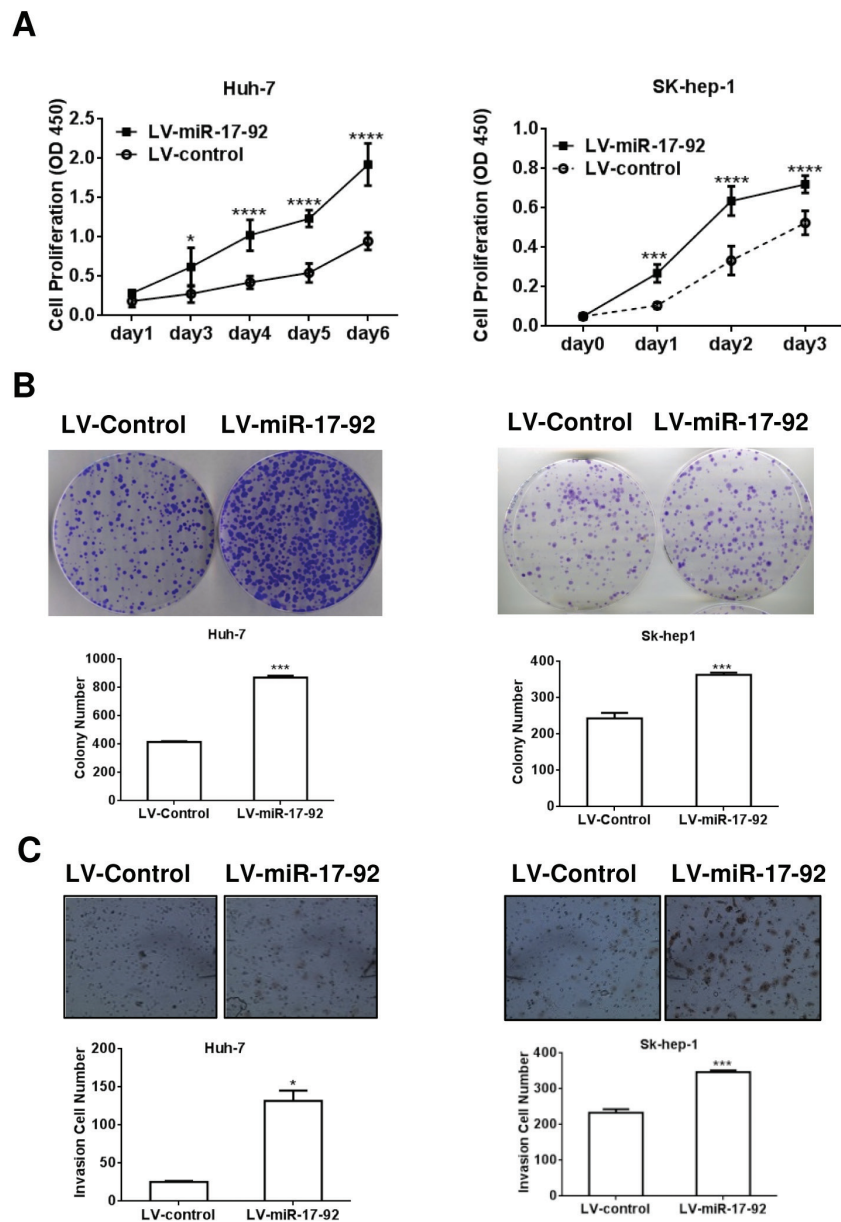 A
Huh-7
Cell Proliferation (OD 450)
2.5
2.0
1.5
1.0
0.5
0.0
LV-miR-17-92
LV-control
*
****
****
****
day1 day3 day4 day5 day6
SK-hep-1
Cell Proliferation (OD 450)
1.0
0.8
0.6
0.4
0.2
0.0
LV-miR-17-92
LV-control
***
****
****
day0 day1 day2 day3
B
LV-Control LV-miR-17-92
LV-Control LV-miR-17-92
Huh-7
Colony Number
1000
800
600
400
200
0
***
LV-Control LV-miR-17-92
Sk-hep1
Colony Number
400
300
200
100
0
***
LV-Control LV-miR-17-92
C
LV-Control LV-miR-17-92
LV-Control LV-miR-17-92
Huh-7
Invasion Cell Number
200
150
100
50
0
*
LV-control LV-miR-17-92
Sk-hep-1
Invasion Cell Number
400
300
200
100
0
***
LV-control LV-miR-17-92